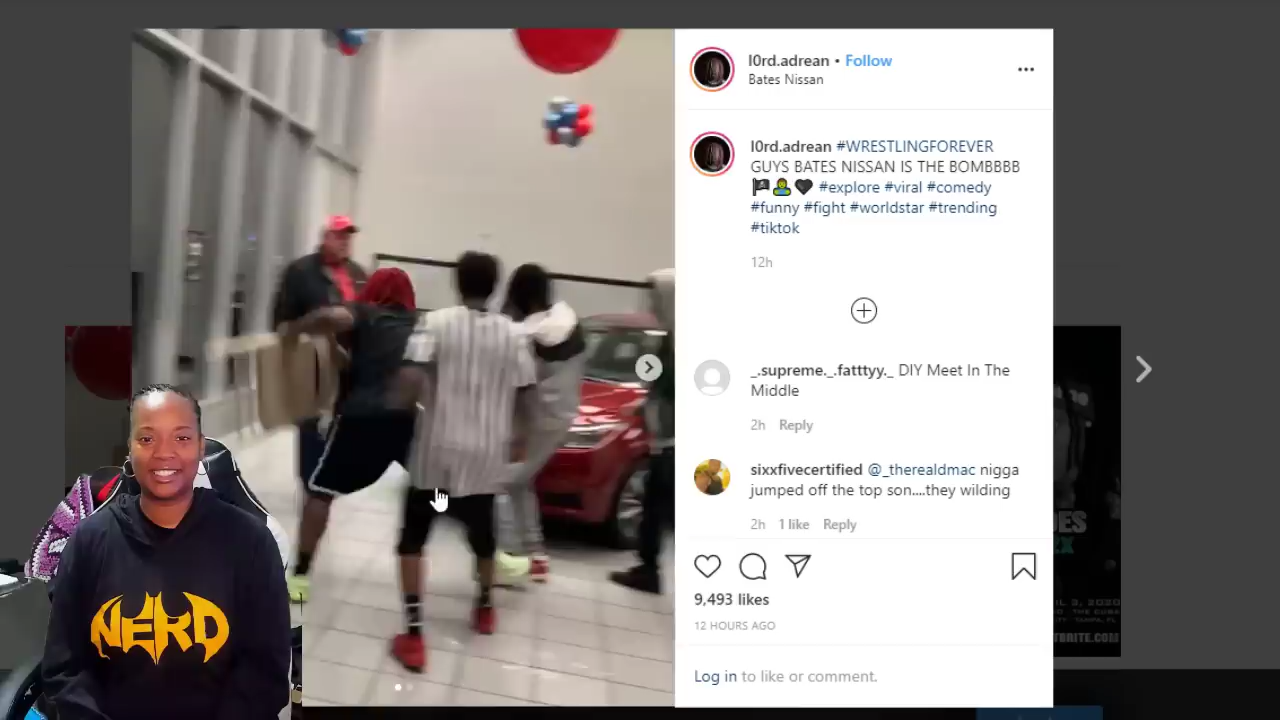 l0rd.adrean • Follow
Bates Nissan
l0rd.adrean #WRESTLINGFOREVER
GUYS BATES NISSAN IS THE BOMBBBB
🏴🧟‍♂️🖤 #explore #viral #comedy
#funny #fight #worldstar #trending
#tiktok
12h
_.supreme._.fatttyy._ DIY Meet In The
Middle
2h Reply
sixxfivecertified @_therealdmac nigga
jumped off the top son....they wilding
2h 1 like Reply
9,493 likes
12 HOURS AGO
Log in to like or comment.
NERD